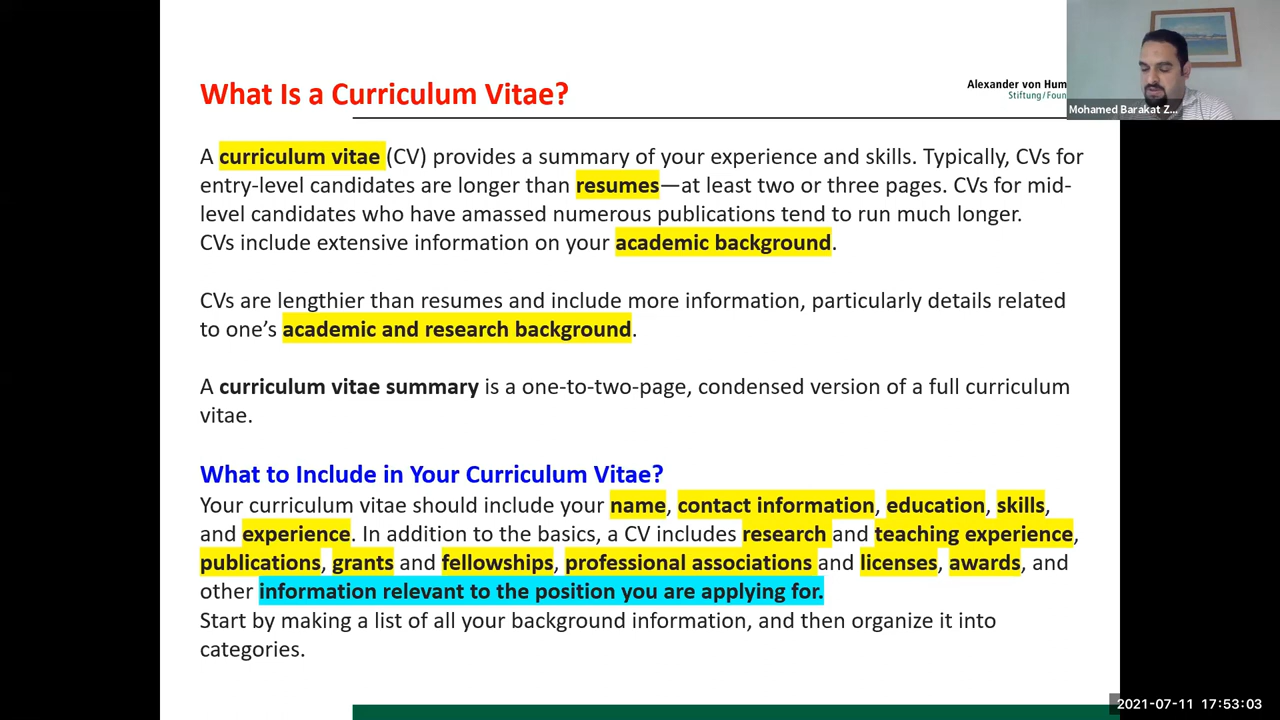 What Is a Curriculum Vitae?
Alexander von Hum
Stiftung/Foun
Mohamed Barakat Z...
A curriculum vitae (CV) provides a summary of your experience and skills. Typically, CVs for
entry-level candidates are longer than resumes—at least two or three pages. CVs for mid-
level candidates who have amassed numerous publications tend to run much longer.
CVs include extensive information on your academic background.
CVs are lengthier than resumes and include more information, particularly details related
to one’s academic and research background.
A curriculum vitae summary is a one-to-two-page, condensed version of a full curriculum
vitae.
What to Include in Your Curriculum Vitae?
Your curriculum vitae should include your name, contact information, education, skills,
and experience. In addition to the basics, a CV includes research and teaching experience,
publications, grants and fellowships, professional associations and licenses, awards, and
other information relevant to the position you are applying for.
Start by making a list of all your background information, and then organize it into
categories.
2021-07-11 17:53:03